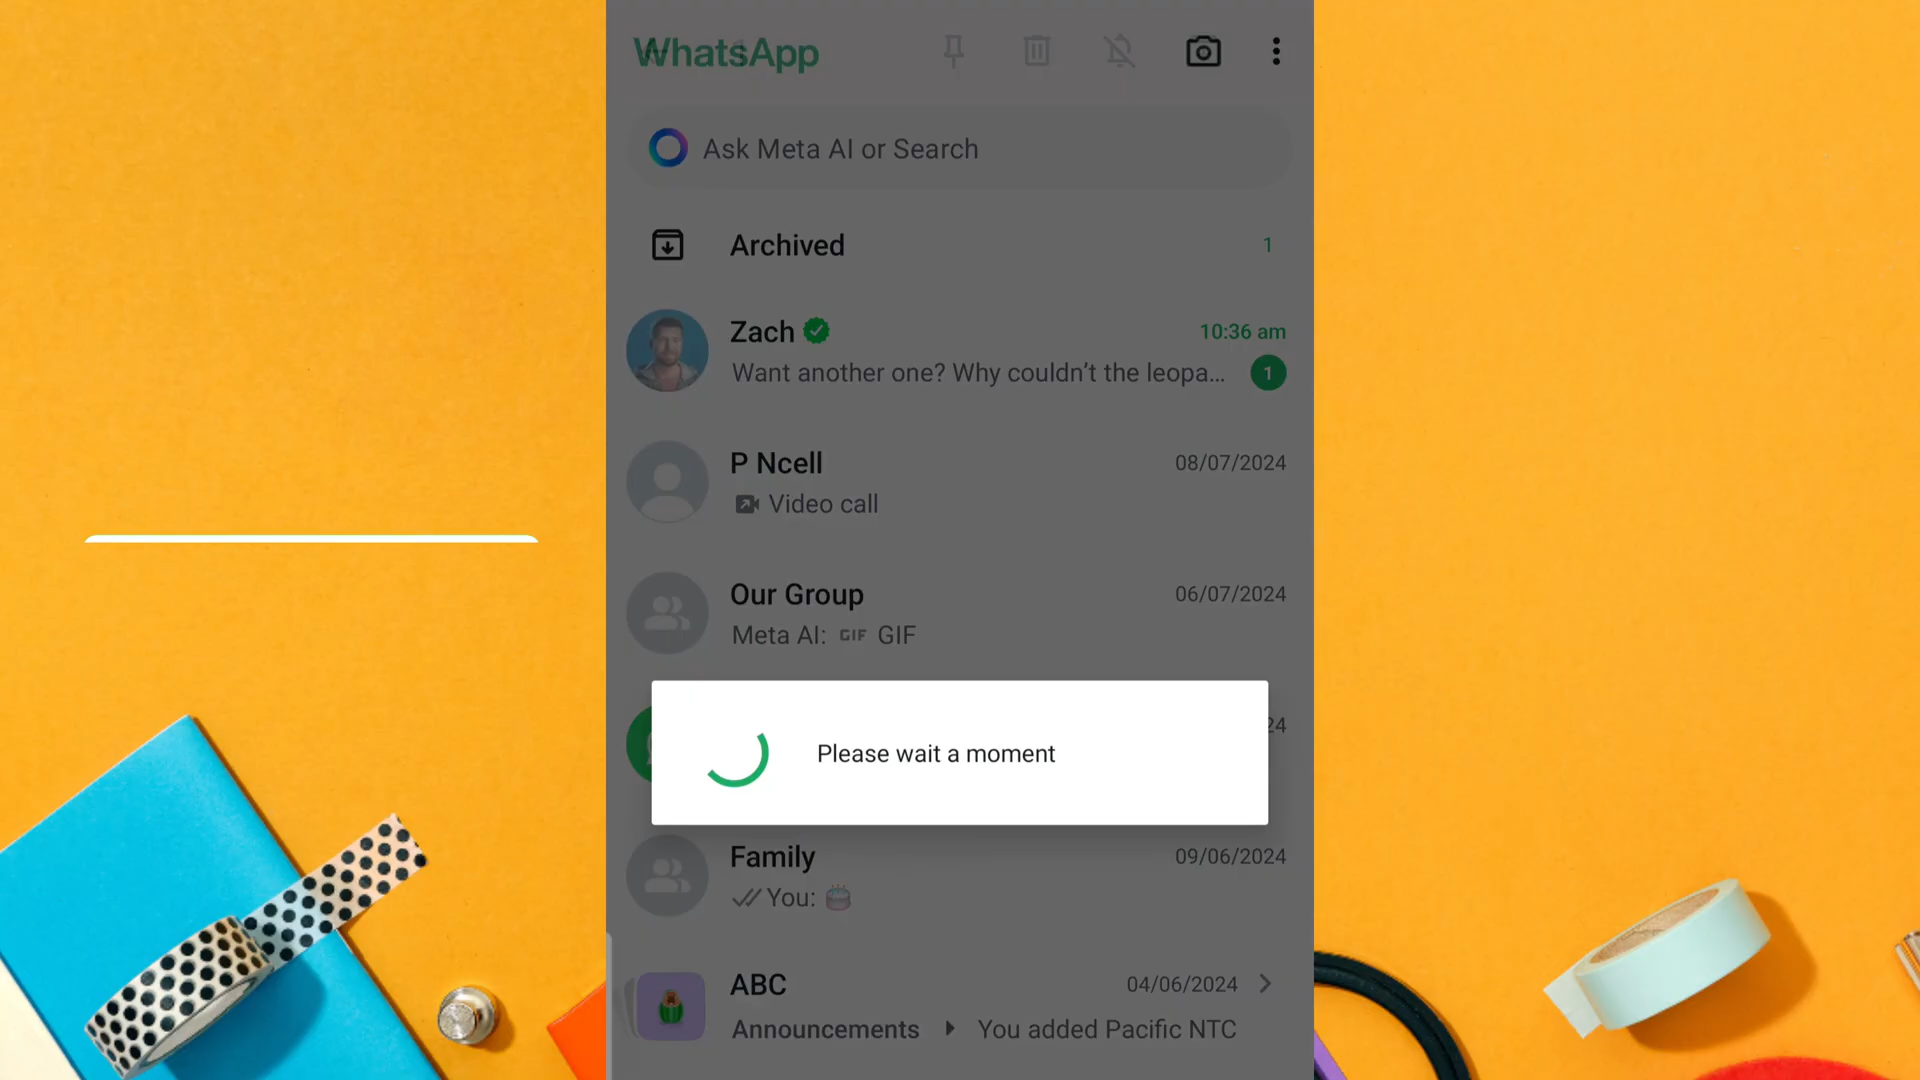 WhatsApp
Ask Meta AI or Search
Archived 1
Zach 10:36 am
Want another one? Why couldn’t the leopa... 1
P Ncell 08/07/2024
Video call
Our Group 06/07/2024
Meta AI: GIF GIF
24
Please wait a moment
Family 09/06/2024
You: 🎂
ABC 04/06/2024
Announcements You added Pacific NTC